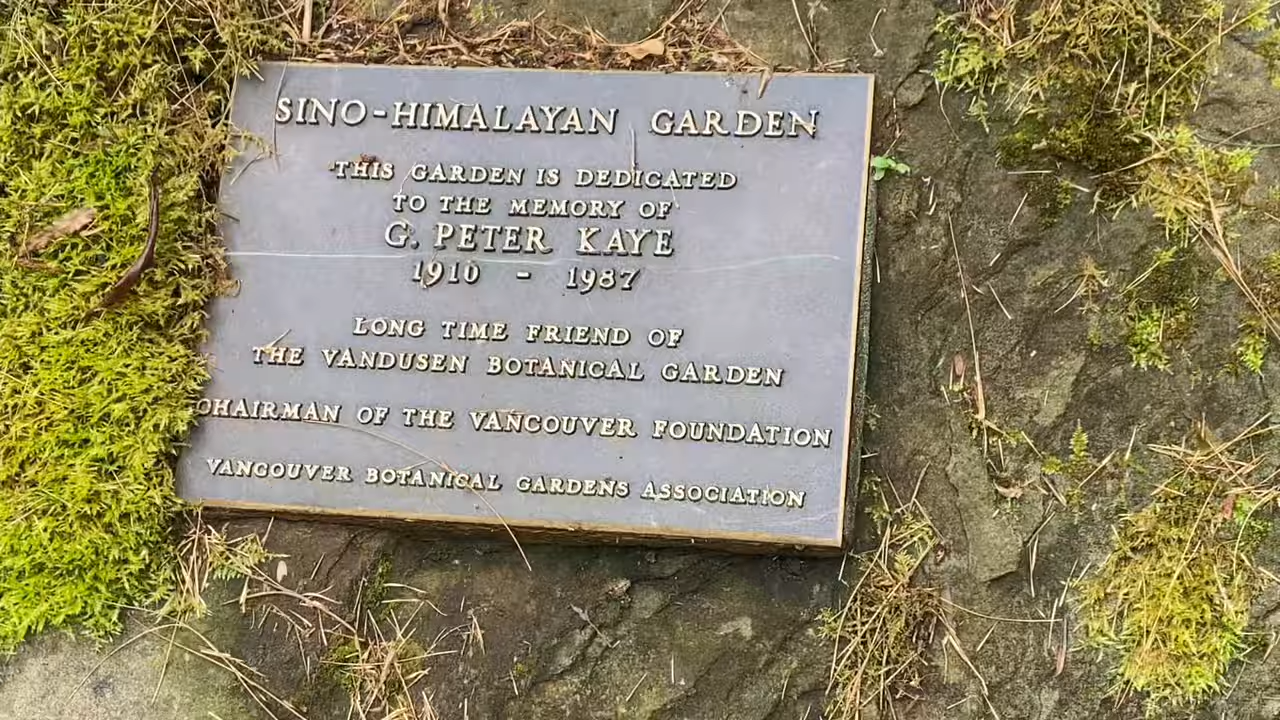 SINO-HIMALAYAN GARDEN
THIS GARDEN IS DEDICATED
TO THE MEMORY OF
G. PETER KAYE
1910 - 1987
LONG TIME FRIEND OF
THE VANDUSEN BOTANICAL GARDEN
CHAIRMAN OF THE VANCOUVER FOUNDATION
VANCOUVER BOTANICAL GARDENS ASSOCIATION